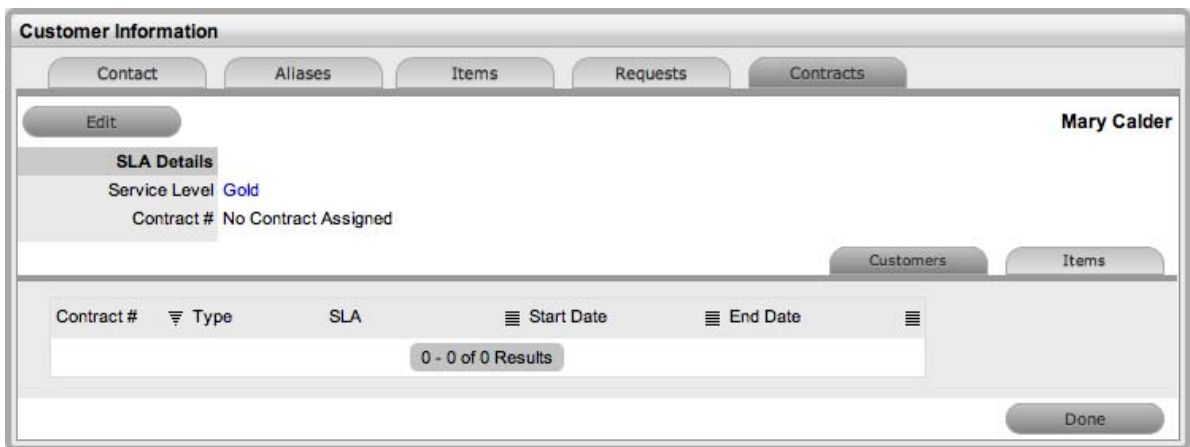 Customer Information
Contact Aliases Items Requests Contracts
Edit Mary Calder
SLA Details
Service Level Gold
Contract # No Contract Assigned
Customers Items
Contract # Type SLA Start Date End Date
0 - 0 of 0 Results
Done